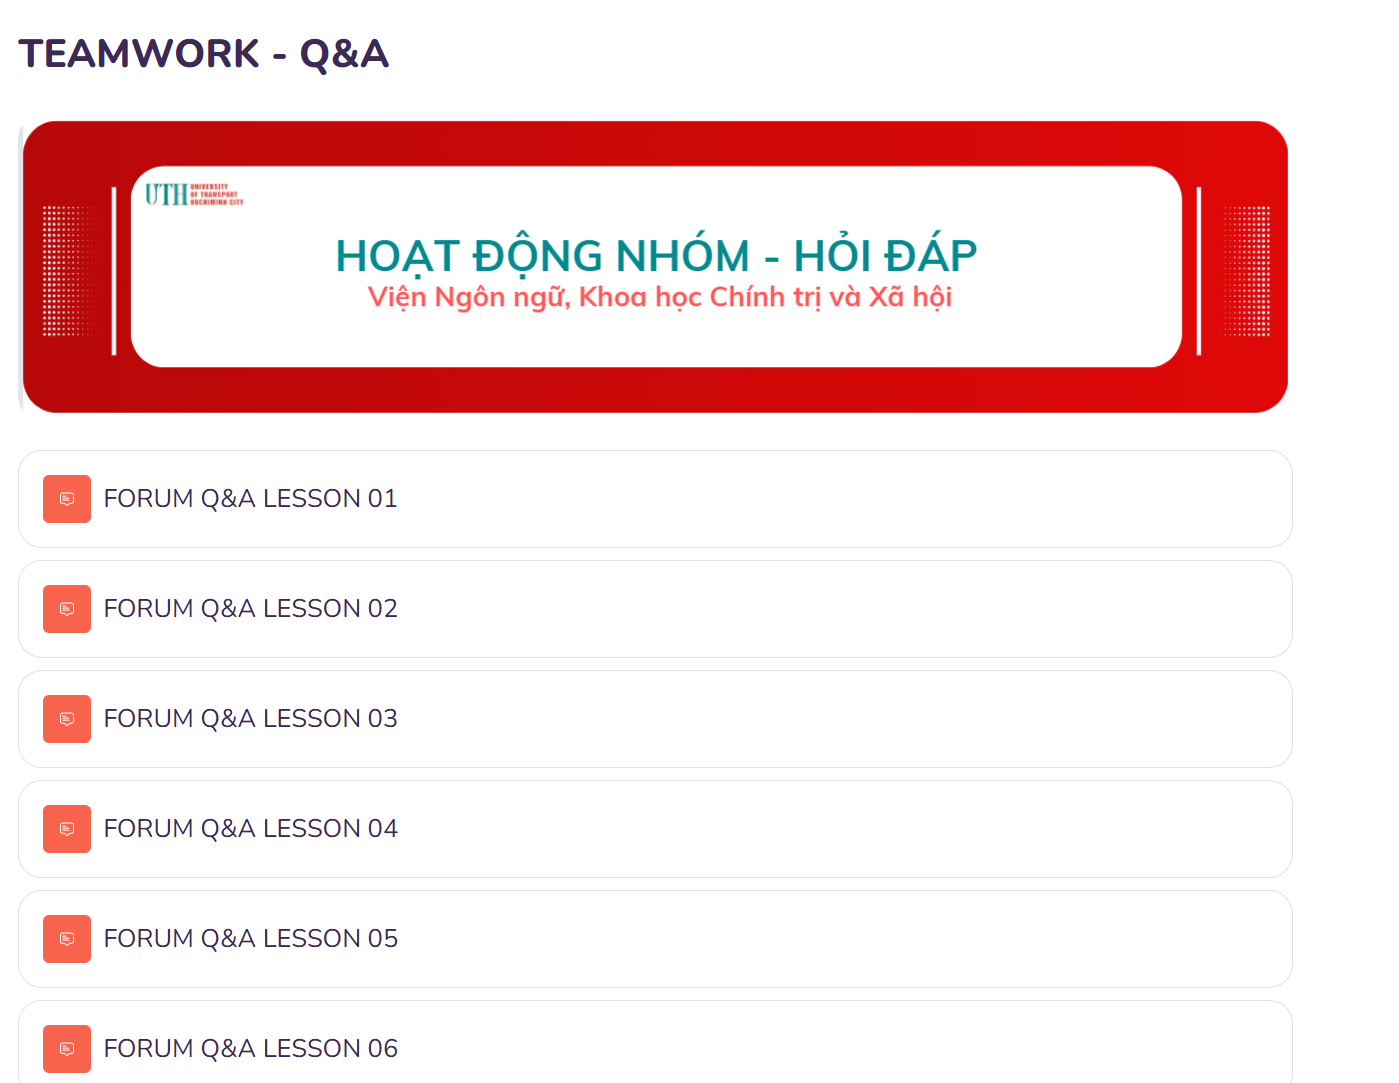 TEAMWORK - Q&A
UTH UNIVERSITY
OF TRANSPORT
HOCHIMINH CITY
HOẠT ĐỘNG NHÓM - HỎI ĐÁP
Viện Ngôn ngữ, Khoa học Chính trị và Xã hội
FORUM Q&A LESSON 01
FORUM Q&A LESSON 02
FORUM Q&A LESSON 03
FORUM Q&A LESSON 04
FORUM Q&A LESSON 05
FORUM Q&A LESSON 06